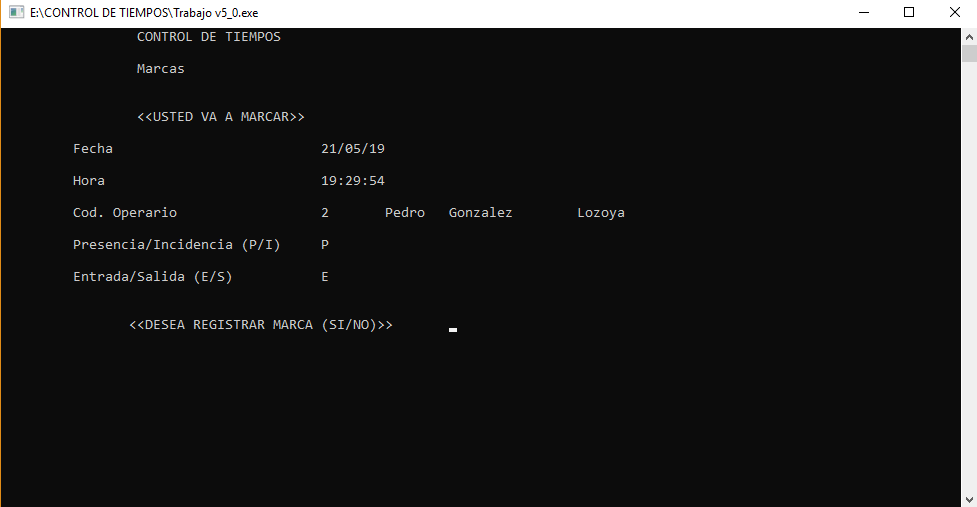 E:\CONTROL DE TIEMPOS\Trabajo v5_0.exe
CONTROL DE TIEMPOS
Marcas
<<USTED VA A MARCAR>>
Fecha 21/05/19
Hora 19:29:54
Cod. Operario 2 Pedro Gonzalez Lozoya
Presencia/Incidencia (P/I) P
Entrada/Salida (E/S) E
<<DESEA REGISTRAR MARCA (SI/NO)>>